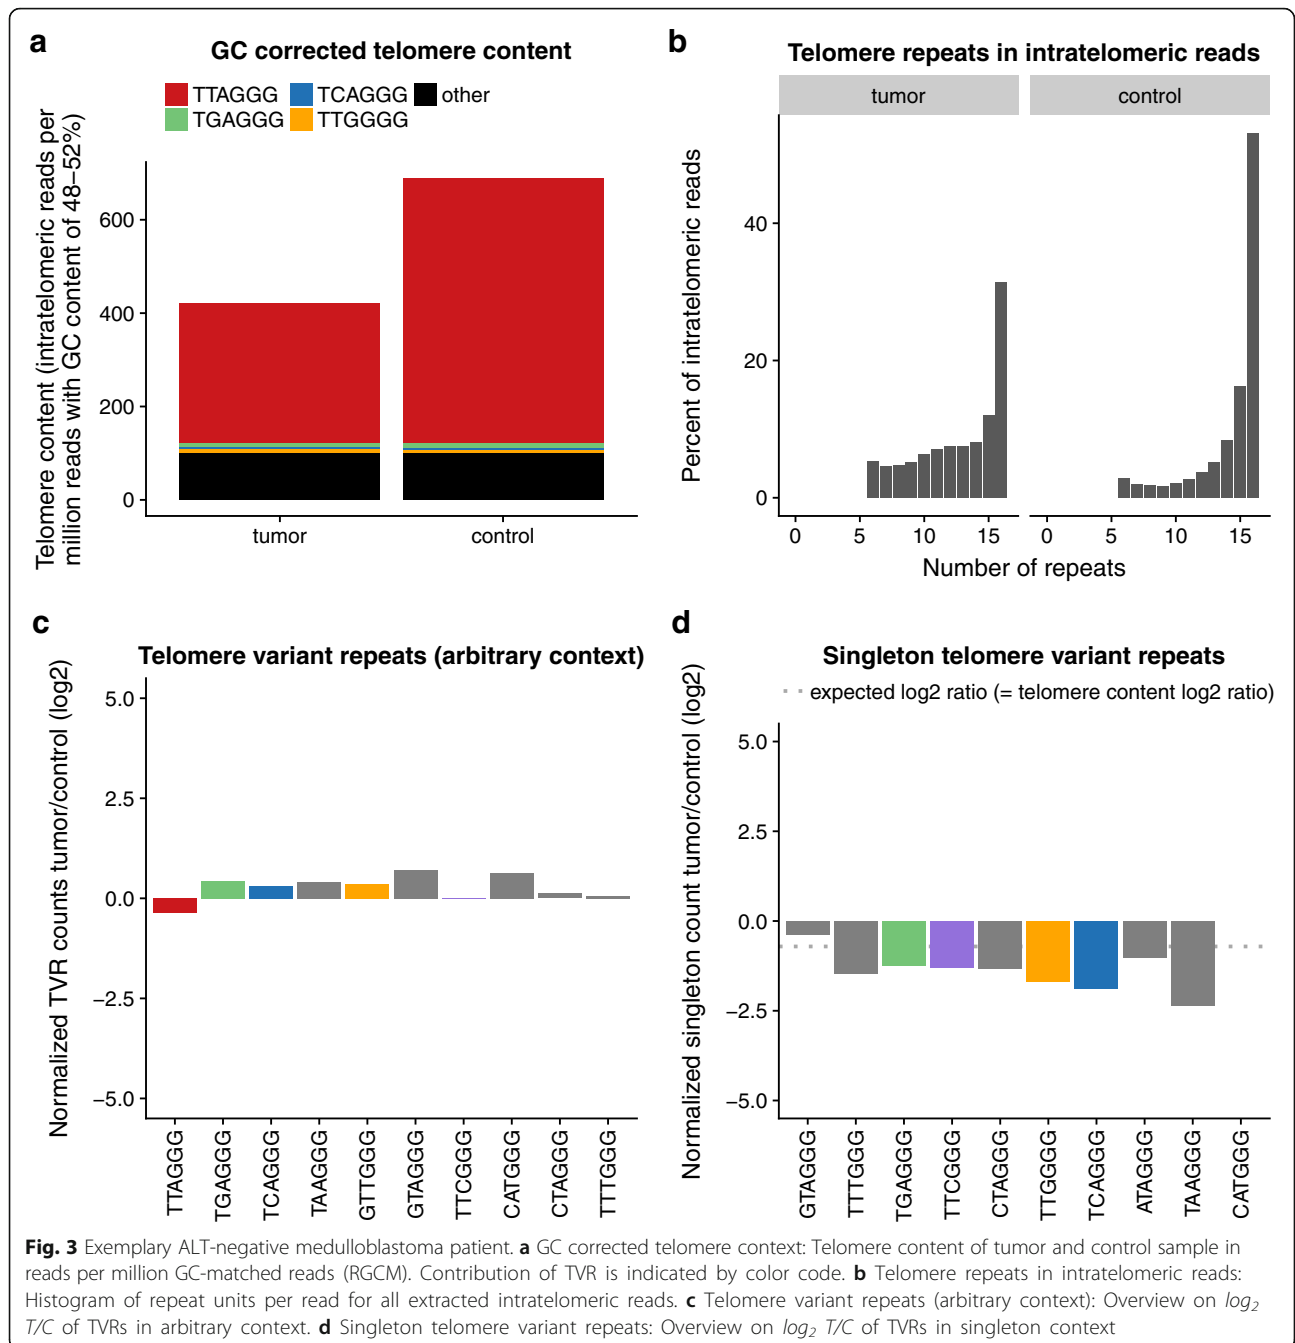 a
GC corrected telomere content
TTAGGG TCAGGG other
TGAGGG TTGGGG
Telomere content (intratelomeric reads per
million reads with GC content of 48–52%)
600
400
200
0
tumor control
b
Telomere repeats in intratelomeric reads
tumor control
Percent of intratelomeric reads
40
20
0
0 5 10 15 0 5 10 15
Number of repeats
c
Telomere variant repeats (arbitrary context)
Normalized TVR counts tumor/control (log2)
5.0
2.5
0.0
−2.5
−5.0
TTAGGG
TGAGGG
TCAGGG
TAAGGG
GTTGGG
GTAGGG
TTCGGG
CATGGG
CTAGGG
TTTGGG
d
Singleton telomere variant repeats
expected log2 ratio (= telomere content log2 ratio)
Normalized singleton count tumor/control (log2)
5.0
2.5
0.0
−2.5
−5.0
GTAGGG
TTTGGG
TGAGGG
TTCGGG
CTAGGG
TTGGGG
TCAGGG
ATAGGG
TAAGGG
CATGGG
Fig. 3 Exemplary ALT-negative medulloblastoma patient. a GC corrected telomere context: Telomere content of tumor and control sample in
reads per million GC-matched reads (RGCM). Contribution of TVR is indicated by color code. b Telomere repeats in intratelomeric reads:
Histogram of repeat units per read for all extracted intratelomeric reads. c Telomere variant repeats (arbitrary context): Overview on log2
T/C of TVRs in arbitrary context. d Singleton telomere variant repeats: Overview on log2 T/C of TVRs in singleton context